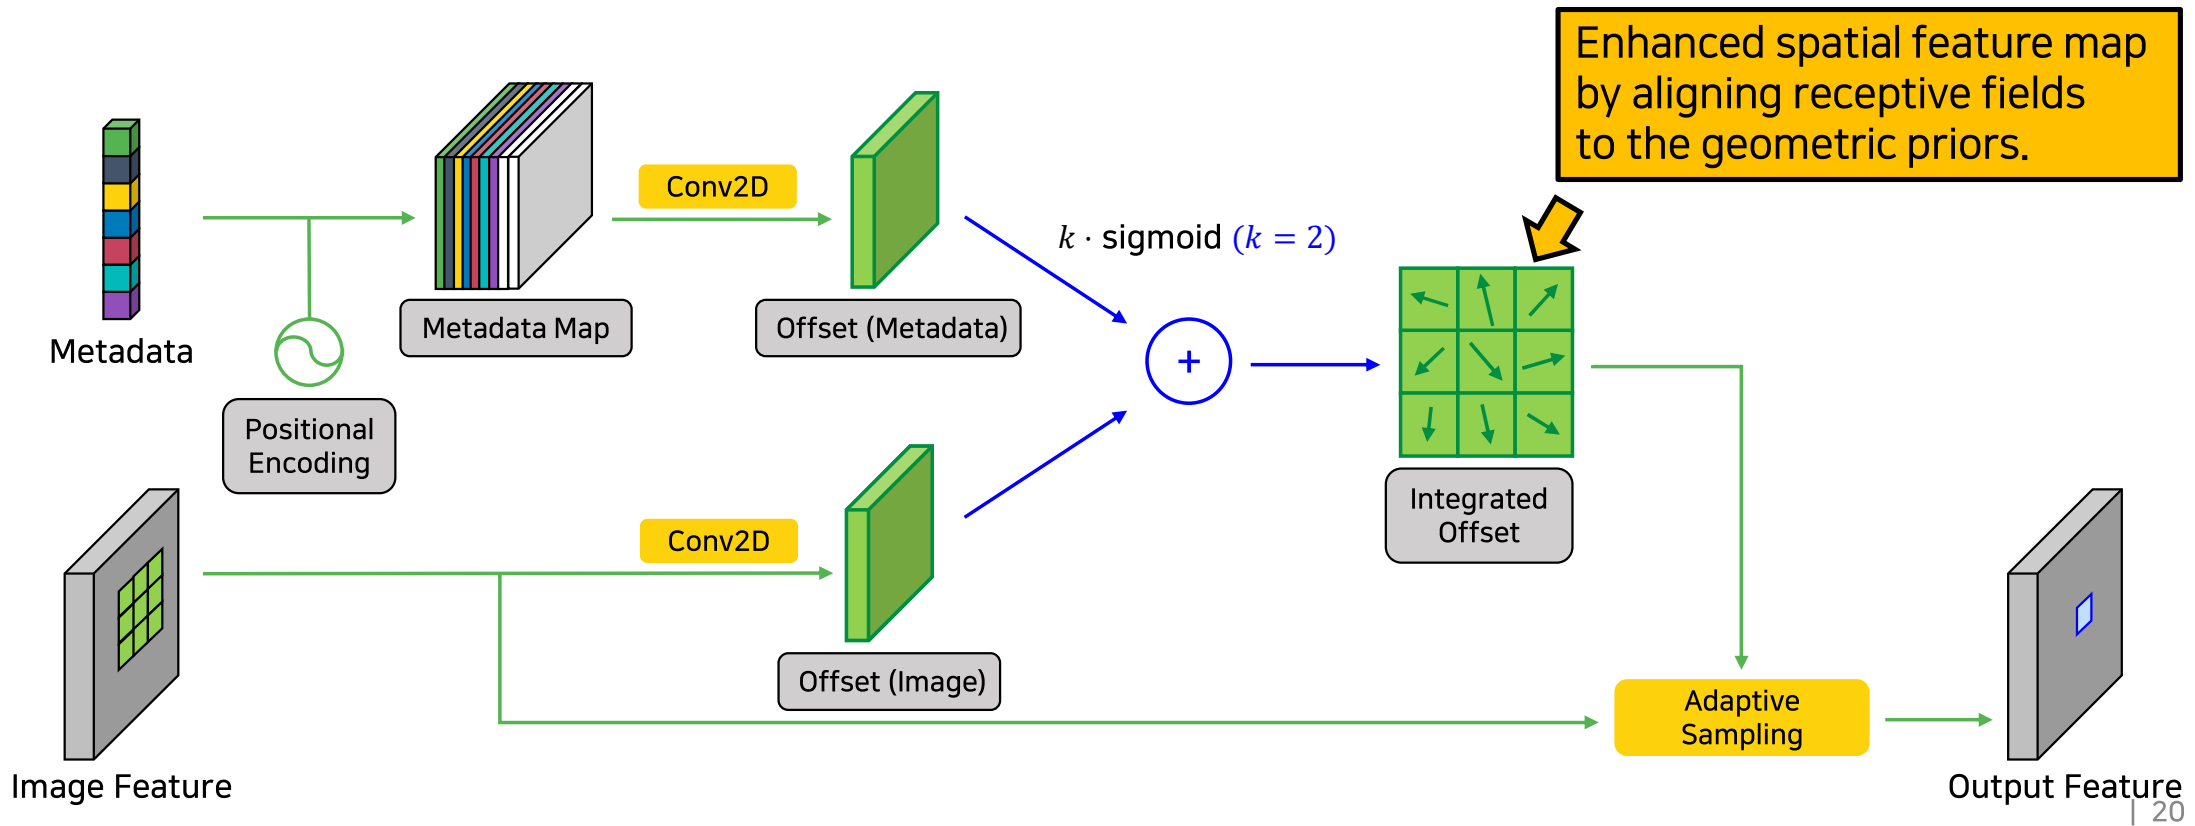 Enhanced spatial feature map
by aligning receptive fields
to the geometric priors.
Metadata
Positional
Encoding
Metadata Map
Conv2D
Offset (Metadata)
k · sigmoid (k = 2)
+
Integrated
Offset
Image Feature
Conv2D
Offset (Image)
Adaptive
Sampling
Output Feature
| 20